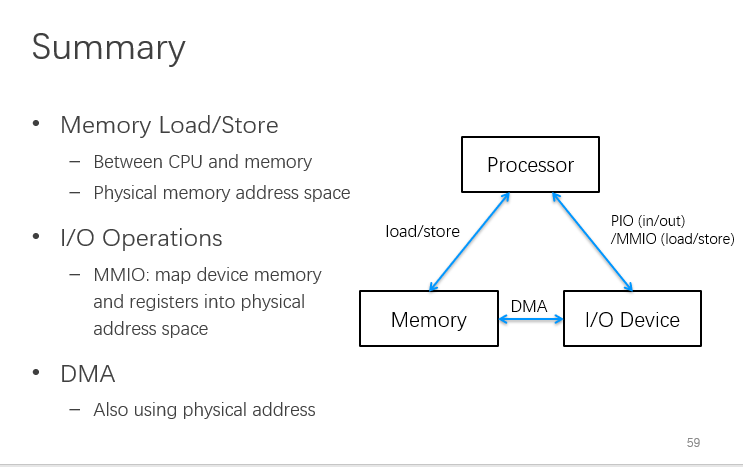 Summary
• Memory Load/Store
– Between CPU and memory
– Physical memory address space
• I/O Operations
– MMIO: map device memory
and registers into physical
address space
• DMA
– Also using physical address
Processor
load/store
PIO (in/out)
/MMIO (load/store)
Memory
DMA
I/O Device
59